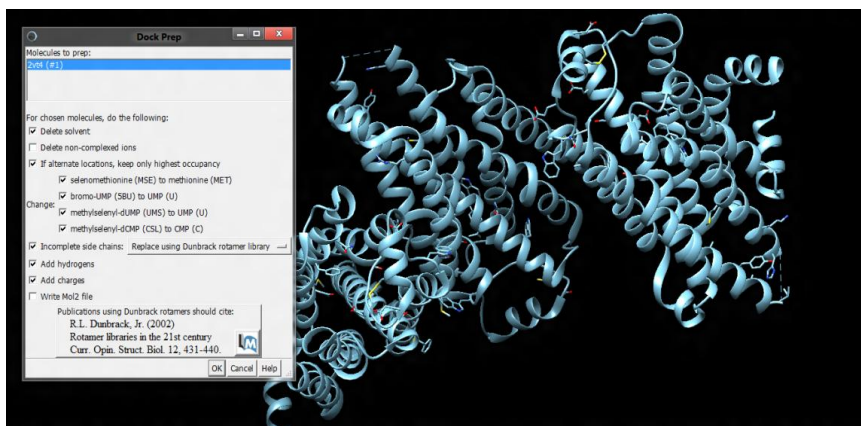 Dock Prep
Molecules to prep:
2vt4 (#1)
For chosen molecules, do the following:
Delete solvent
Delete non-complexed ions
If alternate locations, keep only highest occupancy
selenomethionine (MSE) to methionine (MET)
bromo-UMP (5BU) to UMP (U)
Change:
methylselenyl-dUMP (UMS) to UMP (U)
methylselenyl-dCMP (CSL) to CMP (C)
Incomplete side chains: Replace using Dunbrack rotamer library
Add hydrogens
Add charges
Write Mol2 file
Publications using Dunbrack rotamers should cite:
R.L. Dunbrack, Jr. (2002)
Rotamer libraries in the 21st century
Curr. Opin. Struct. Biol. 12, 431-440.
OK Cancel Help